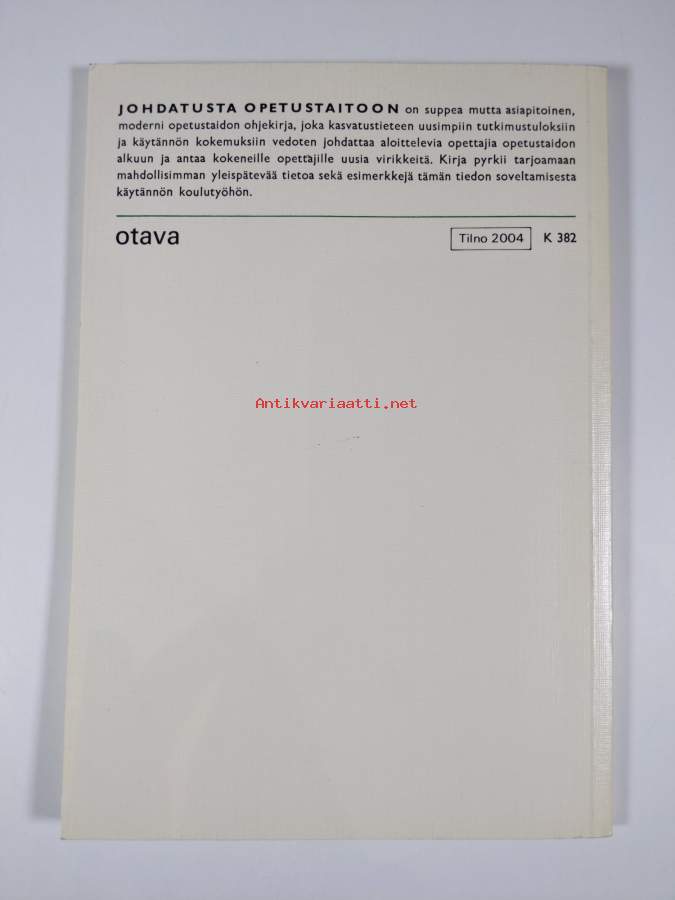 JOHDATUSTA OPETUSTAITOON on suppea mutta asiapitoinen,
moderni opetustaidon ohjekirja, joka kasvatustieteen uusimpiin tutkimustuloksiin
ja käytännön kokemuksiin vedoten johdattaa aloittelevia opettajia opetustaidon
alkuun ja antaa kokeneille opettajille uusia virikkeitä. Kirja pyrkii tarjoamaan
mahdollisimman yleispätevää tietoa sekä esimerkkejä tämän tiedon soveltamisesta
käytännön koulutyöhön.
otava
Tilno 2004 K 382
Antikvariaatti.net